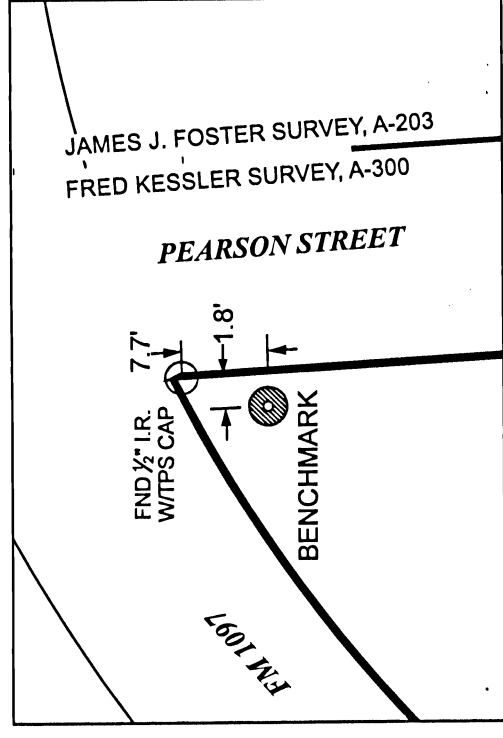 JAMES J. FOSTER SURVEY, A-203
FRED KESSLER SURVEY, A-300
PEARSON STREET
7.7'
1.8'
FND ½" I.R.
W/TPS CAP
BENCHMARK
FM 1097